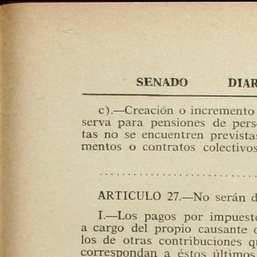 SENADO DIAR
c).—Creación o incremento
serva para pensiones de pers
tas no se encuentren prevista
mentos o contratos colectivos
ARTICULO 27.—No serán d
I.—Los pagos por impuest
a cargo del propio causante o
los de otras contribuciones qu
correspondan a éstos últimos